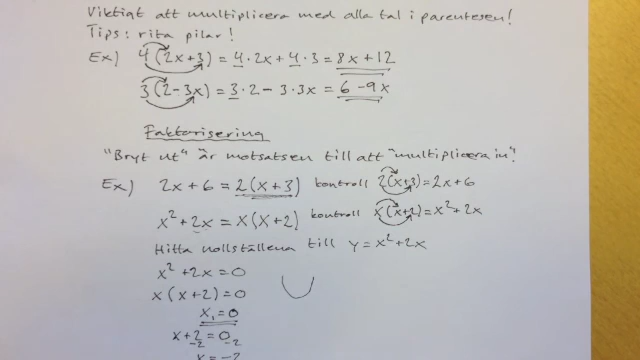 Viktigt att multiplicera med alla tal i parentesen!
Tips: rita pilar!
Ex) 4(2x+3) = 4·2x + 4·3 = 8x + 12
3(2-3x) = 3·2 - 3·3x = 6 - 9x
Faktorisering
"Bryt ut" är motsatsen till att "multiplicera in"!
Ex) 2x + 6 = 2(x+3) kontroll 2(x+3) = 2x + 6
x² + 2x = x(x+2) kontroll x(x+2) = x² + 2x
Hitta nollställena till y = x² + 2x
x² + 2x = 0
x(x+2) = 0
x₁ = 0
x + 2 = 0
-2 -2
x = -2